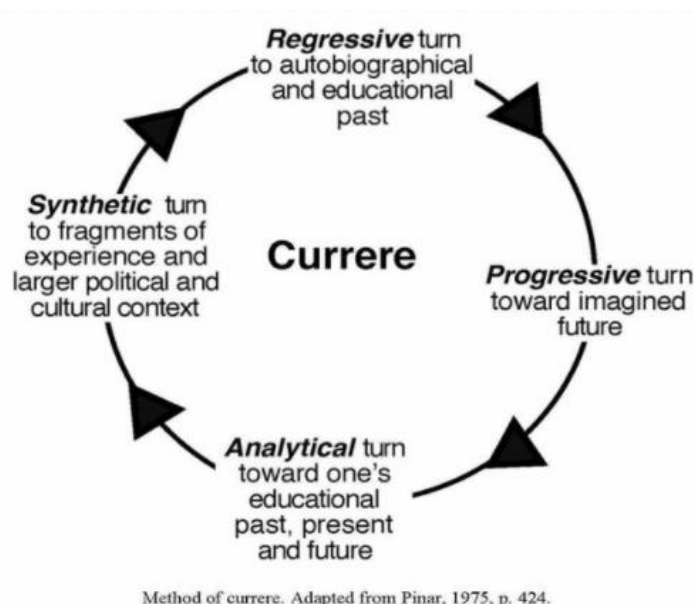 Regressive turn
to autobiographical
and educational
past
Synthetic turn
to fragments of
experience and
larger political and
cultural context
Currere
Progressive turn
toward imagined
future
Analytical turn
toward one's
educational
past, present
and future
Method of currere. Adapted from Pinar, 1975, p. 424.